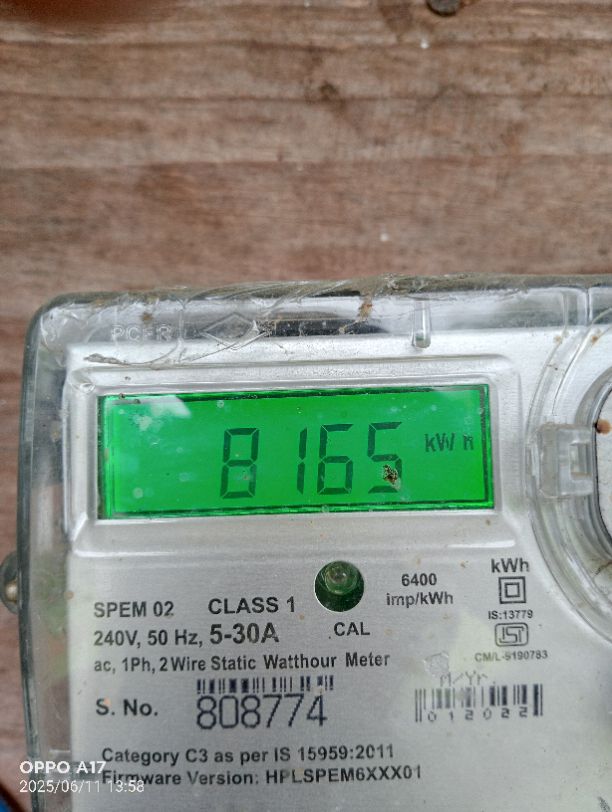 PCFR
8165 kWh
kWh
6400
imp/kWh
IS:13779
SPEM 02 CLASS 1
240V, 50 Hz, 5-30A CAL
CM/L-5190783
ac, 1Ph, 2 Wire Static Watthour Meter
M/Yr.
S. No. 808774
012022
Category C3 as per IS 15959:2011
Firmware Version: HPLSPEM6XXX01
OPPO A17
2025/06/11 13:58